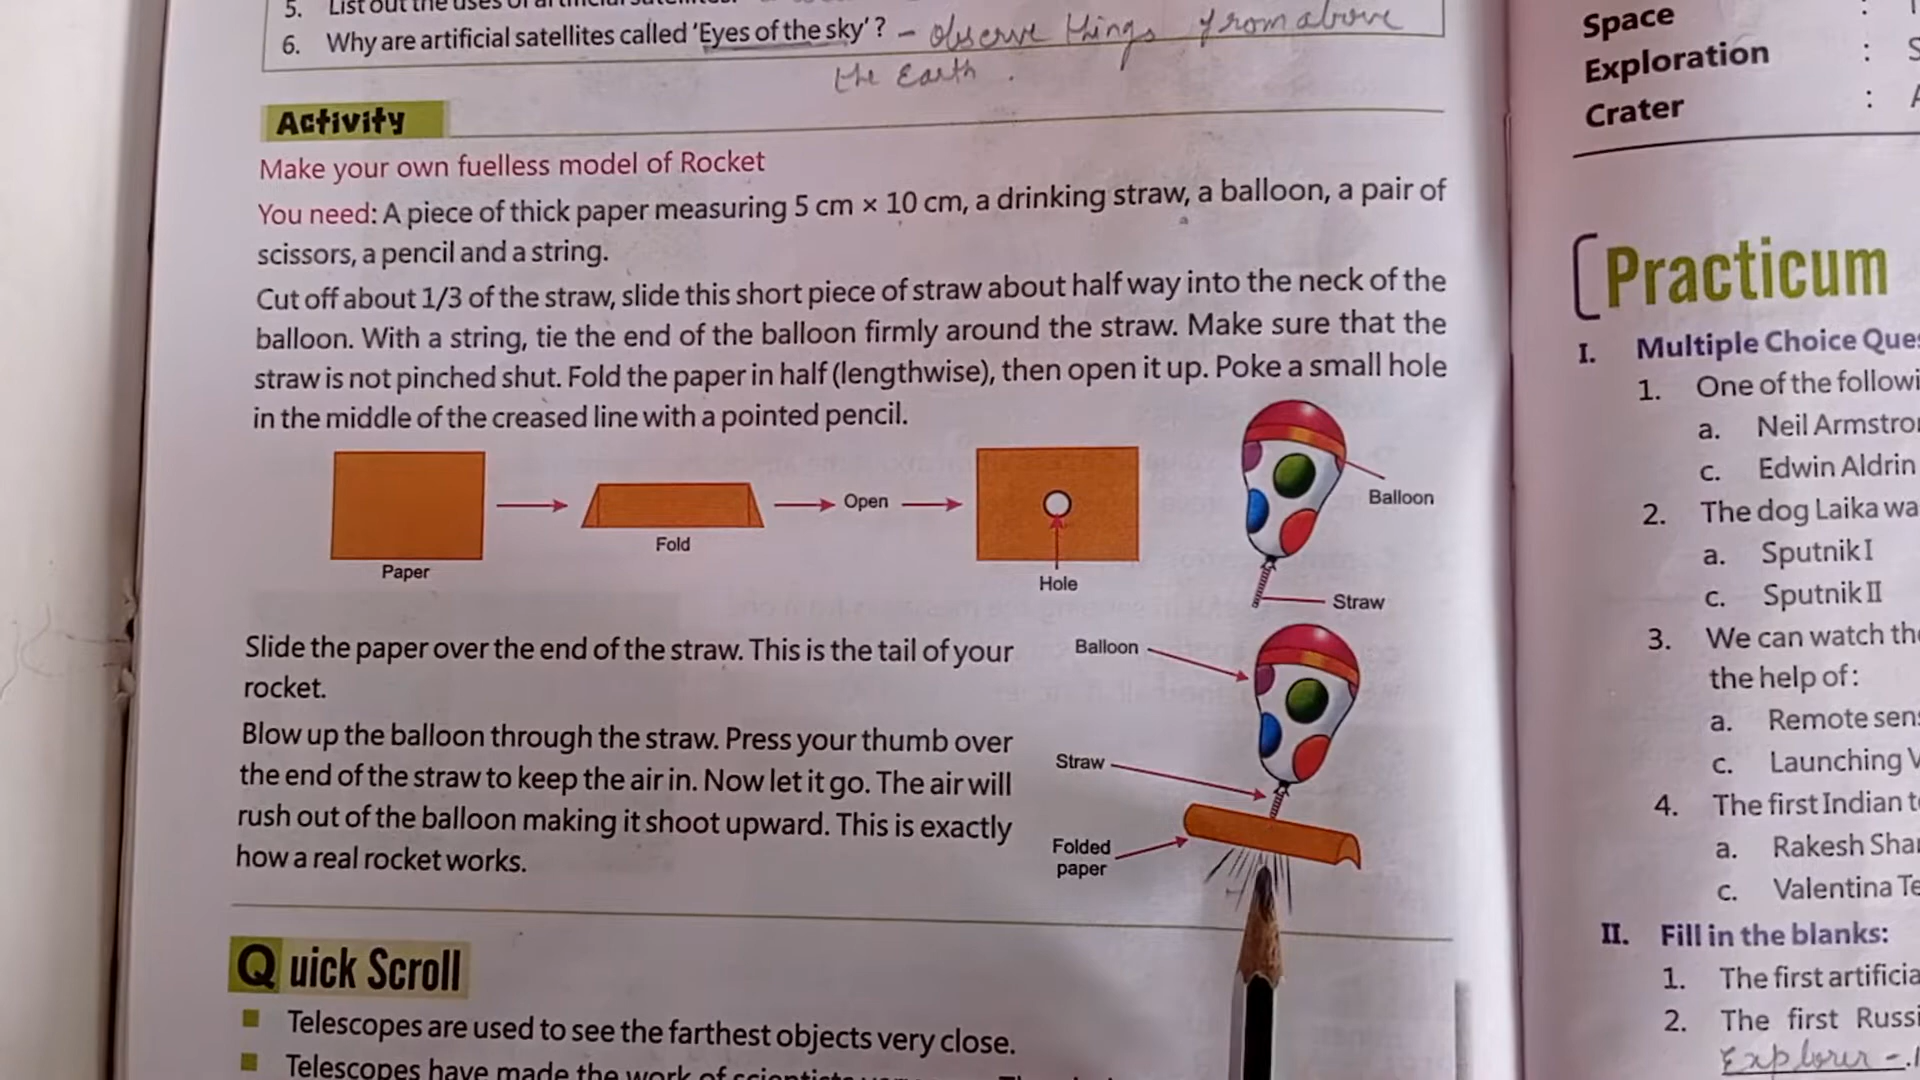 5. List out the uses of artificial satellites.
6. Why are artificial satellites called 'Eyes of the sky'? – observe things from above
the Earth .
Activity
Make your own fuelless model of Rocket
You need: A piece of thick paper measuring 5 cm × 10 cm, a drinking straw, a balloon, a pair of
scissors, a pencil and a string.
Cut off about 1/3 of the straw, slide this short piece of straw about half way into the neck of the
balloon. With a string, tie the end of the balloon firmly around the straw. Make sure that the
straw is not pinched shut. Fold the paper in half (lengthwise), then open it up. Poke a small hole
in the middle of the creased line with a pointed pencil.
Paper
Fold
Open
Hole
Balloon
Straw
Slide the paper over the end of the straw. This is the tail of your
rocket.
Blow up the balloon through the straw. Press your thumb over
the end of the straw to keep the air in. Now let it go. The air will
rush out of the balloon making it shoot upward. This is exactly
how a real rocket works.
Balloon
Straw
Folded
paper
Quick Scroll
Telescopes are used to see the farthest objects very close.
Telescopes have made the work of
Space :
Exploration :
Crater :
Practicum
I. Multiple Choice
1. One of the
a. Neil
c. Edwin Aldrin
2. The dog Laika
a. Sputnik I
c. Sputnik II
3. We can watch
the help of:
a. Remote
c. Launching
4. The first Indian
a. Rakesh
c. Valentina
II. Fill in the blanks:
1. The first
2. The first
Explorer –